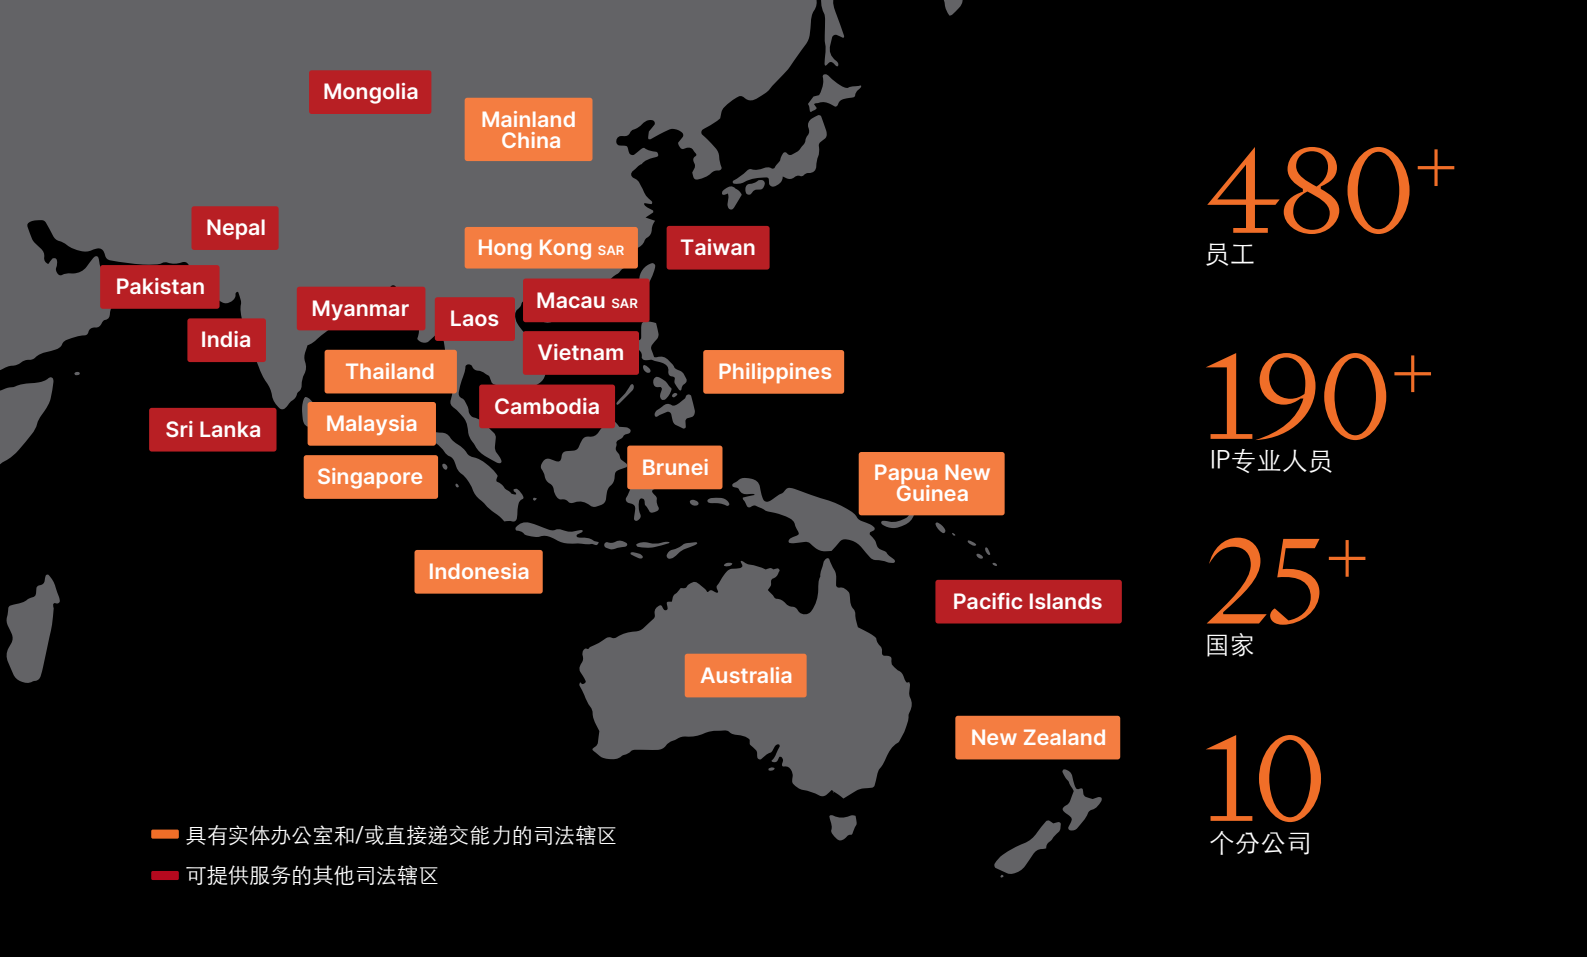 Mongolia
Mainland
China
Nepal
Hong Kong SAR
Taiwan
Pakistan
Macau SAR
Myanmar
Laos
India
Vietnam
Thailand
Philippines
Cambodia
Malaysia
Sri Lanka
Singapore
Brunei
Papua New
Guinea
Indonesia
Pacific Islands
Australia
New Zealand
具有实体办公室和/或直接递交能力的司法辖区
可提供服务的其他司法辖区
480+
员工
190+
IP专业人员
25+
国家
10
个分公司